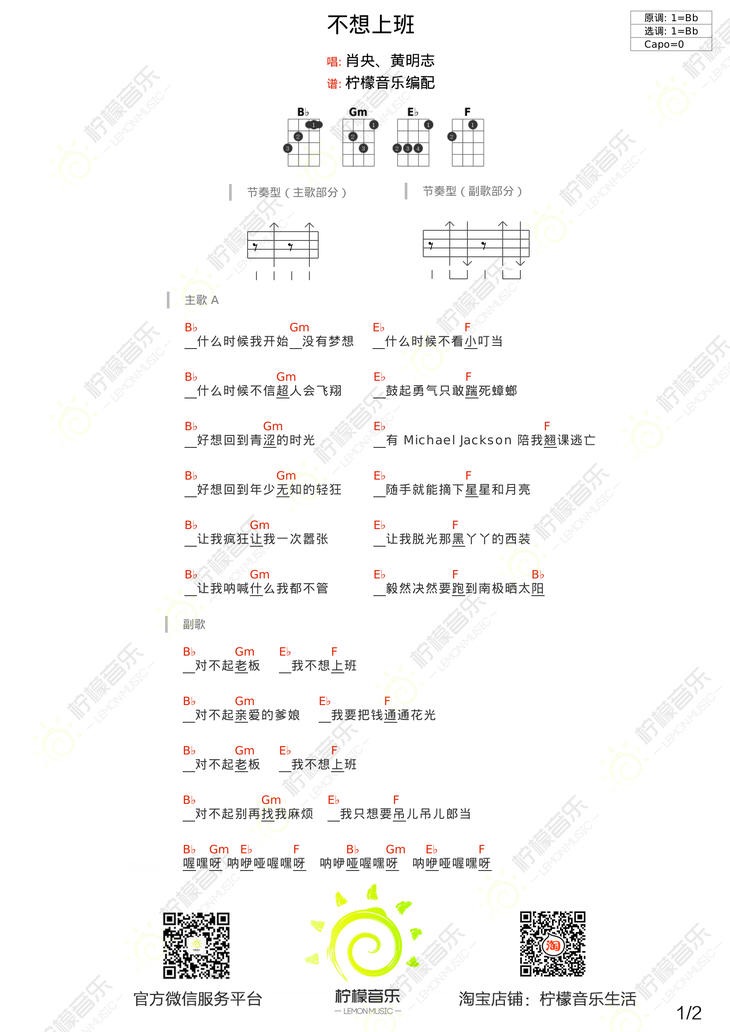 不想上班
原调: 1=Bb
选调: 1=Bb
Capo=0
唱: 肖央、黄明志
谱: 柠檬音乐编配
B♭ Gm E♭ F
节奏型（主歌部分） 节奏型（副歌部分）
主歌 A
B♭ Gm E♭ F
__什么时候我开始__没有梦想 __什么时候不看小叮当
B♭ Gm E♭ F
__什么时候不信超人会飞翔 __鼓起勇气只敢踹死蟑螂
B♭ Gm E♭ F
__好想回到青涩的时光 __有 Michael Jackson 陪我翘课逃亡
B♭ Gm E♭ F
__好想回到年少无知的轻狂 __随手就能摘下星星和月亮
B♭ Gm E♭ F
__让我疯狂让我一次嚣张 __让我脱光那黑丫丫的西装
B♭ Gm E♭ F B♭
__让我呐喊什么我都不管 __毅然决然要跑到南极晒太阳
副歌
B♭ Gm E♭ F
__对不起老板 __我不想上班
B♭ Gm E♭ F
__对不起亲爱的爹娘 __我要把钱通通花光
B♭ Gm E♭ F
__对不起老板 __我不想上班
B♭ Gm E♭ F
__对不起别再找我麻烦 __我只想要吊儿吊儿郎当
B♭ Gm E♭ F B♭ Gm E♭ F
喔嘿呀 呐咿哑喔嘿呀 呐咿哑喔嘿呀 呐咿哑喔嘿呀
官方微信服务平台
柠檬音乐
—LEMON MUSIC—
淘
淘宝店铺：柠檬音乐生活
1/2